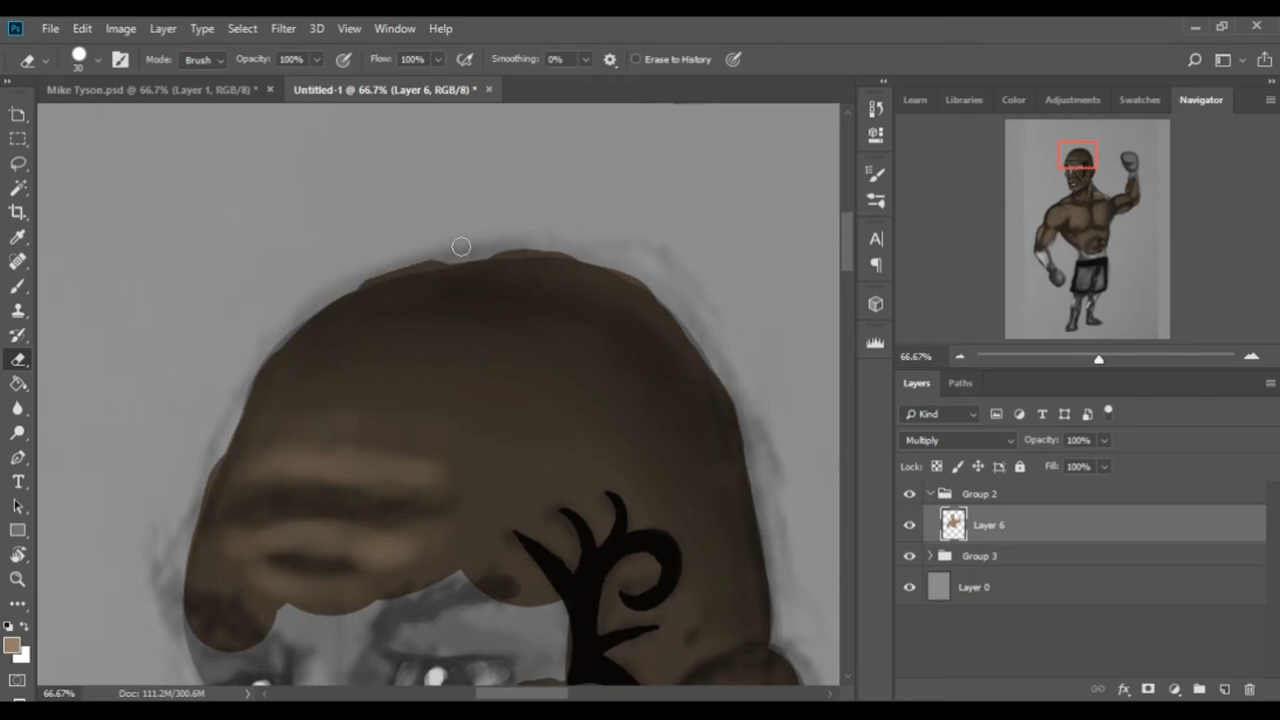 Ps File Edit Image Layer Type Select Filter 3D View Window Help
30 Mode: Brush Opacity: 100% Flow: 100% Smoothing: 0% Erase to History
Mike Tyson.psd @ 66.7% (Layer 1, RGB/8) * × Untitled-1 @ 66.7% (Layer 6, RGB/8) * ×
Learn Libraries Color Adjustments Swatches Navigator
66.67%
Layers Paths
Kind
Multiply Opacity: 100%
Lock: Fill: 100%
Group 2
Layer 6
Group 3
Layer 0
66.67% Doc: 111.2M/300.6M
fx